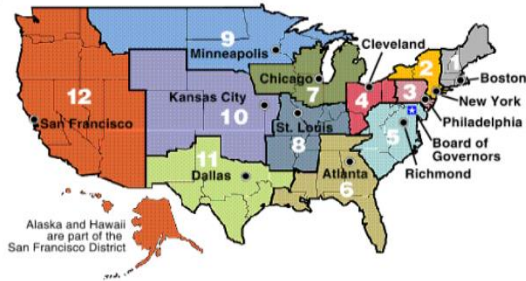 9
Minneapolis
Cleveland
2
1
Boston
Chicago
12
7
4
3
New York
Kansas City
Philadelphia
San Francisco
10
St. Louis
5
Board of
Governors
8
11
Dallas
Atlanta
6
Richmond
Alaska and Hawaii
are part of the
San Francisco District